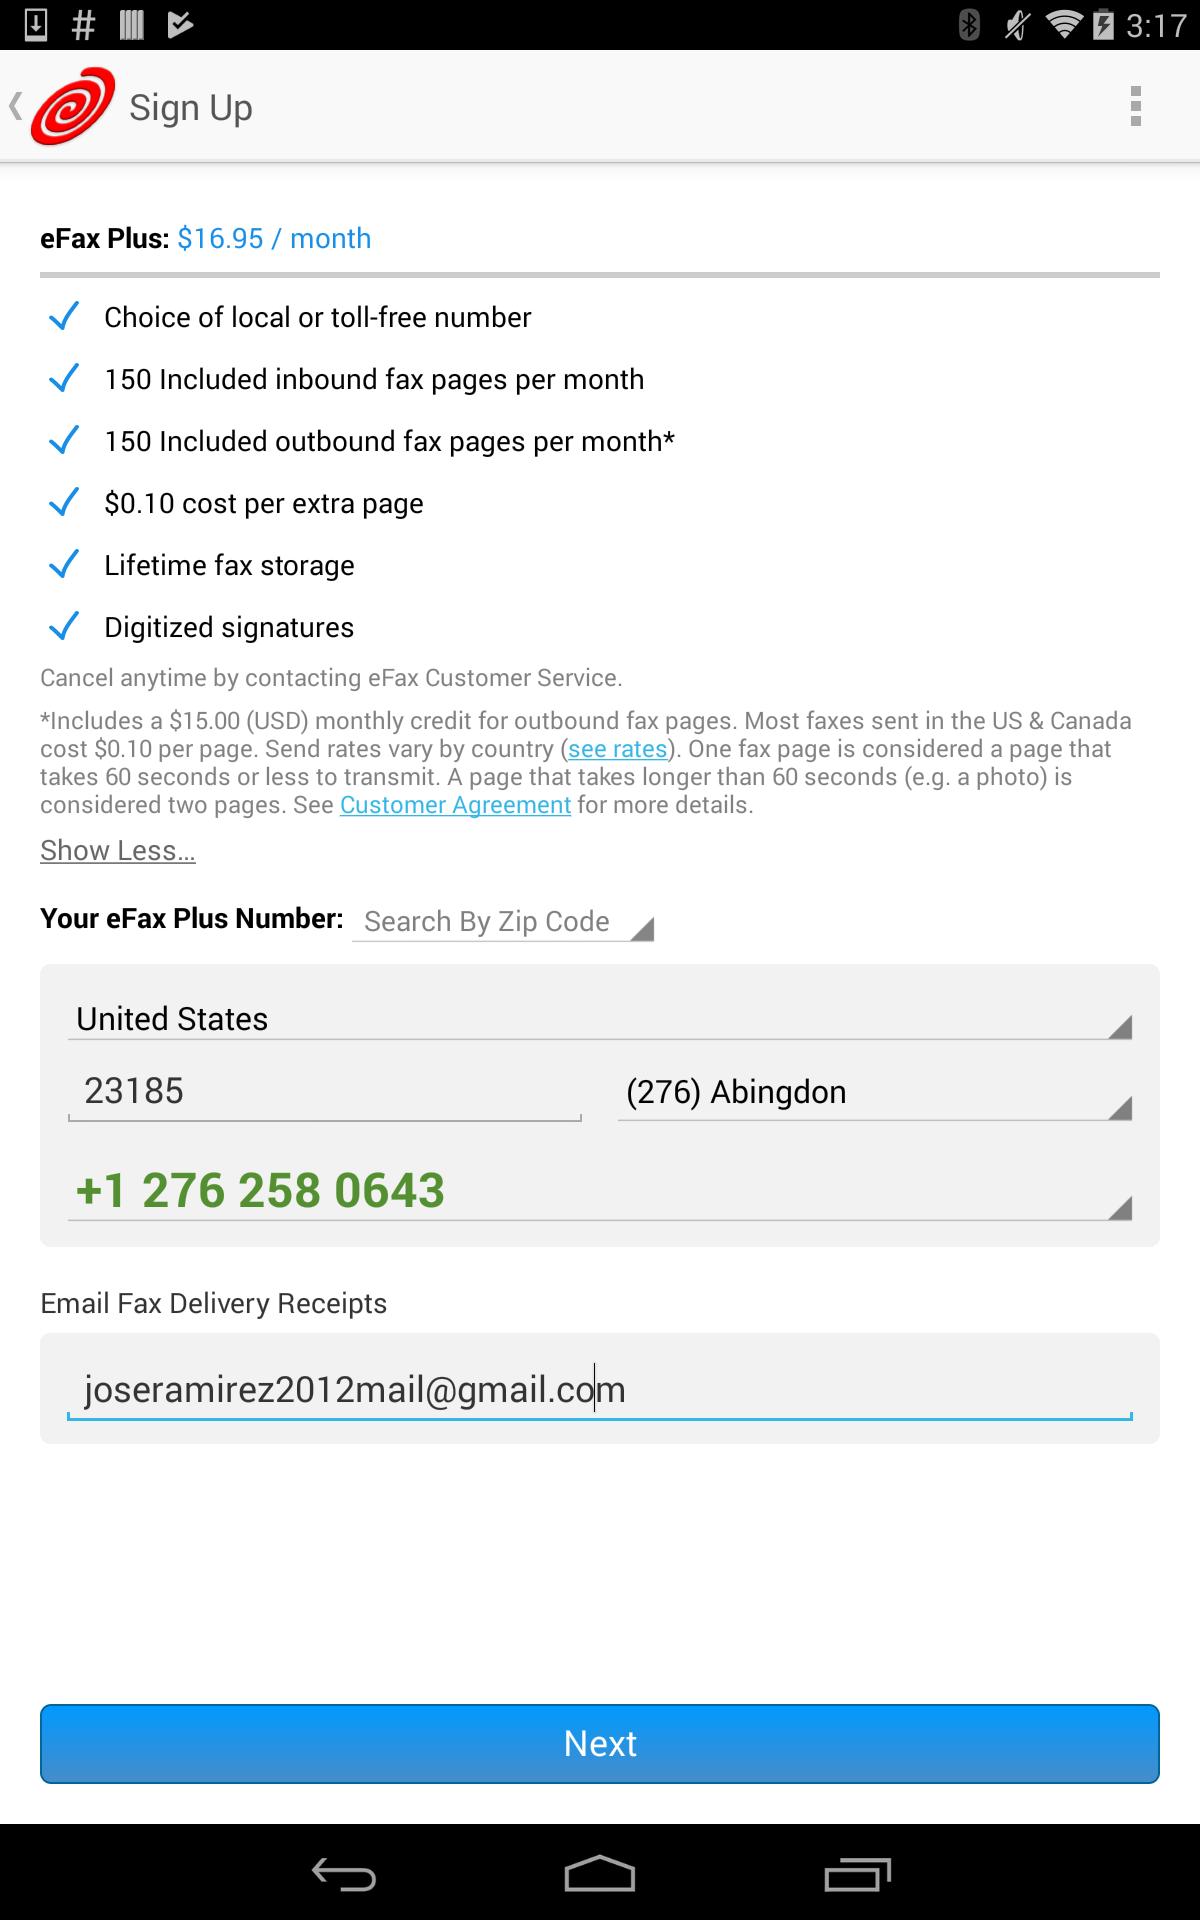 3:17
Sign Up
eFax Plus: $16.95 / month
Choice of local or toll-free number
150 Included inbound fax pages per month
150 Included outbound fax pages per month*
$0.10 cost per extra page
Lifetime fax storage
Digitized signatures
Cancel anytime by contacting eFax Customer Service.
*Includes a $15.00 (USD) monthly credit for outbound fax pages. Most faxes sent in the US & Canada
cost $0.10 per page. Send rates vary by country (see rates). One fax page is considered a page that
takes 60 seconds or less to transmit. A page that takes longer than 60 seconds (e.g. a photo) is
considered two pages. See Customer Agreement for more details.
Show Less...
Your eFax Plus Number: Search By Zip Code
United States
23185 (276) Abingdon
+1 276 258 0643
Email Fax Delivery Receipts
joseramirez2012mail@gmail.com
Next